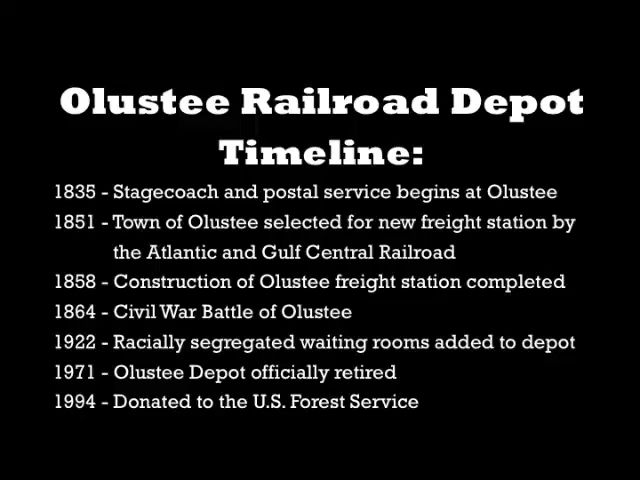 Olustee Railroad Depot
Timeline:
1835 - Stagecoach and postal service begins at Olustee
1851 - Town of Olustee selected for new freight station by
the Atlantic and Gulf Central Railroad
1858 - Construction of Olustee freight station completed
1864 - Civil War Battle of Olustee
1922 - Racially segregated waiting rooms added to depot
1971 - Olustee Depot officially retired
1994 - Donated to the U.S. Forest Service